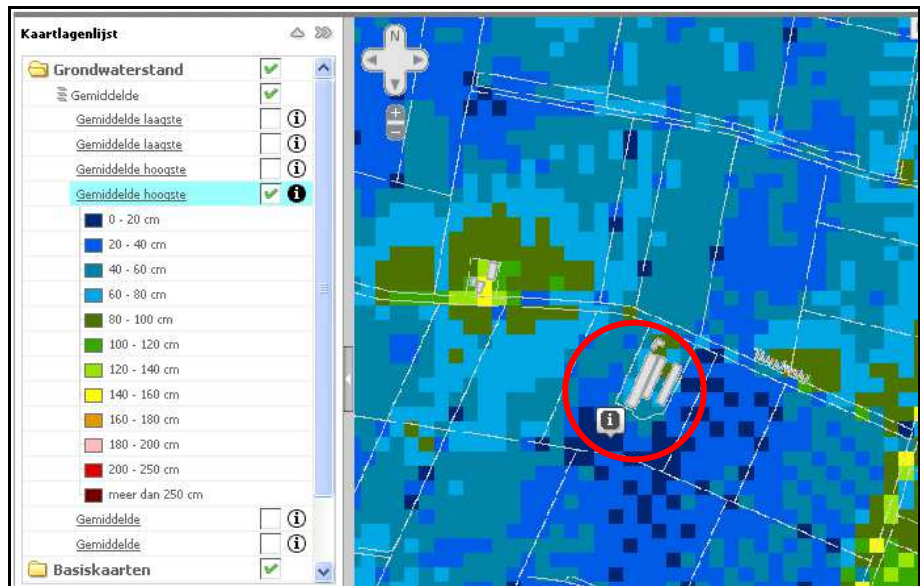 Kaartlagenlijst
Grondwaterstand
Gemiddelde
Gemiddelde laagste
Gemiddelde laagste
Gemiddelde hoogste
Gemiddelde hoogste
0 - 20 cm
20 - 40 cm
40 - 60 cm
60 - 80 cm
80 - 100 cm
100 - 120 cm
120 - 140 cm
140 - 160 cm
160 - 180 cm
180 - 200 cm
200 - 250 cm
meer dan 250 cm
Gemiddelde
Gemiddelde
Basiskaarten
N